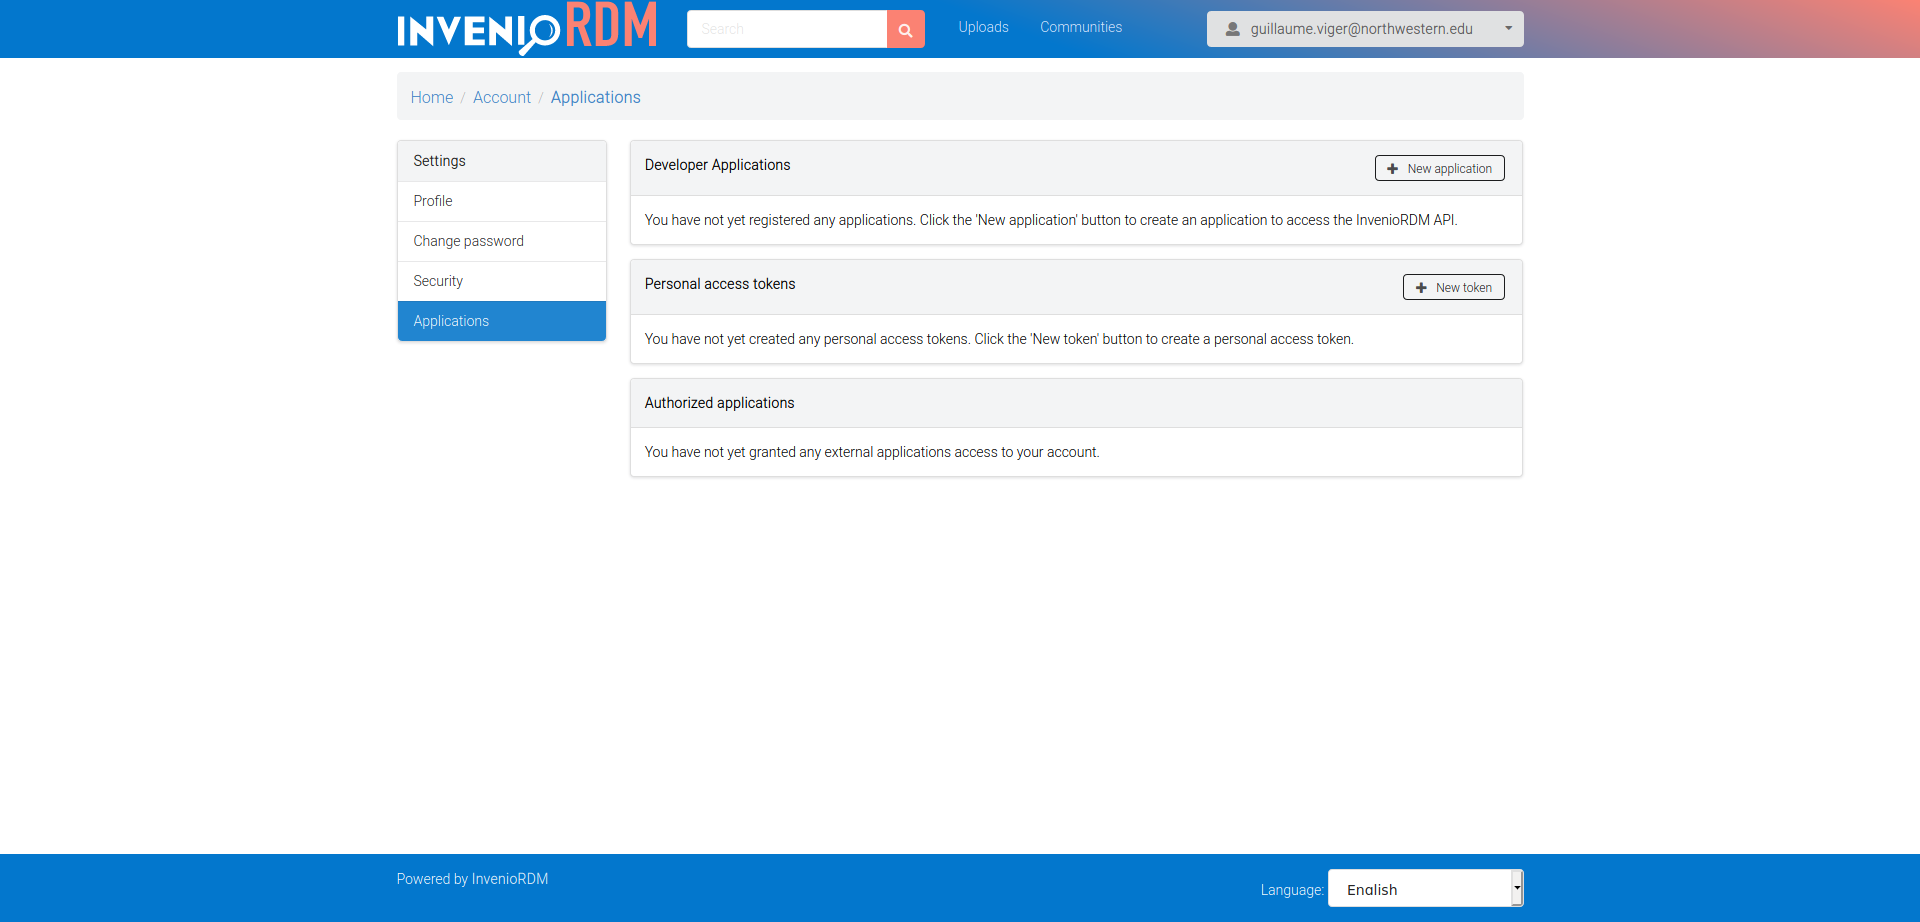 INVENIO RDM
Search
Uploads
Communities
guillaume.viger@northwestern.edu
Home / Account / Applications
Settings
Profile
Change password
Security
Applications
Developer Applications
New application
You have not yet registered any applications. Click the 'New application' button to create an application to access the InvenioRDM API.
Personal access tokens
New token
You have not yet created any personal access tokens. Click the 'New token' button to create a personal access token.
Authorized applications
You have not yet granted any external applications access to your account.
Powered by InvenioRDM
Language: English